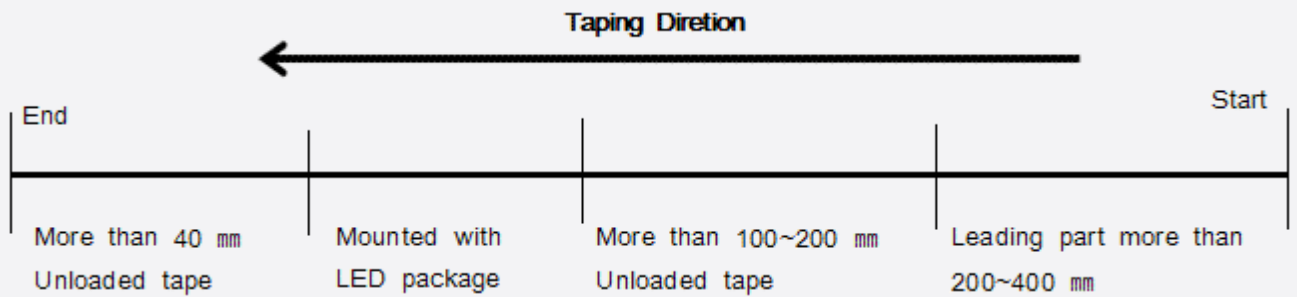 Taping Diretion
End
Start
More than 40 ㎜
Unloaded tape
Mounted with
LED package
More than 100~200 ㎜
Unloaded tape
Leading part more than
200~400 ㎜